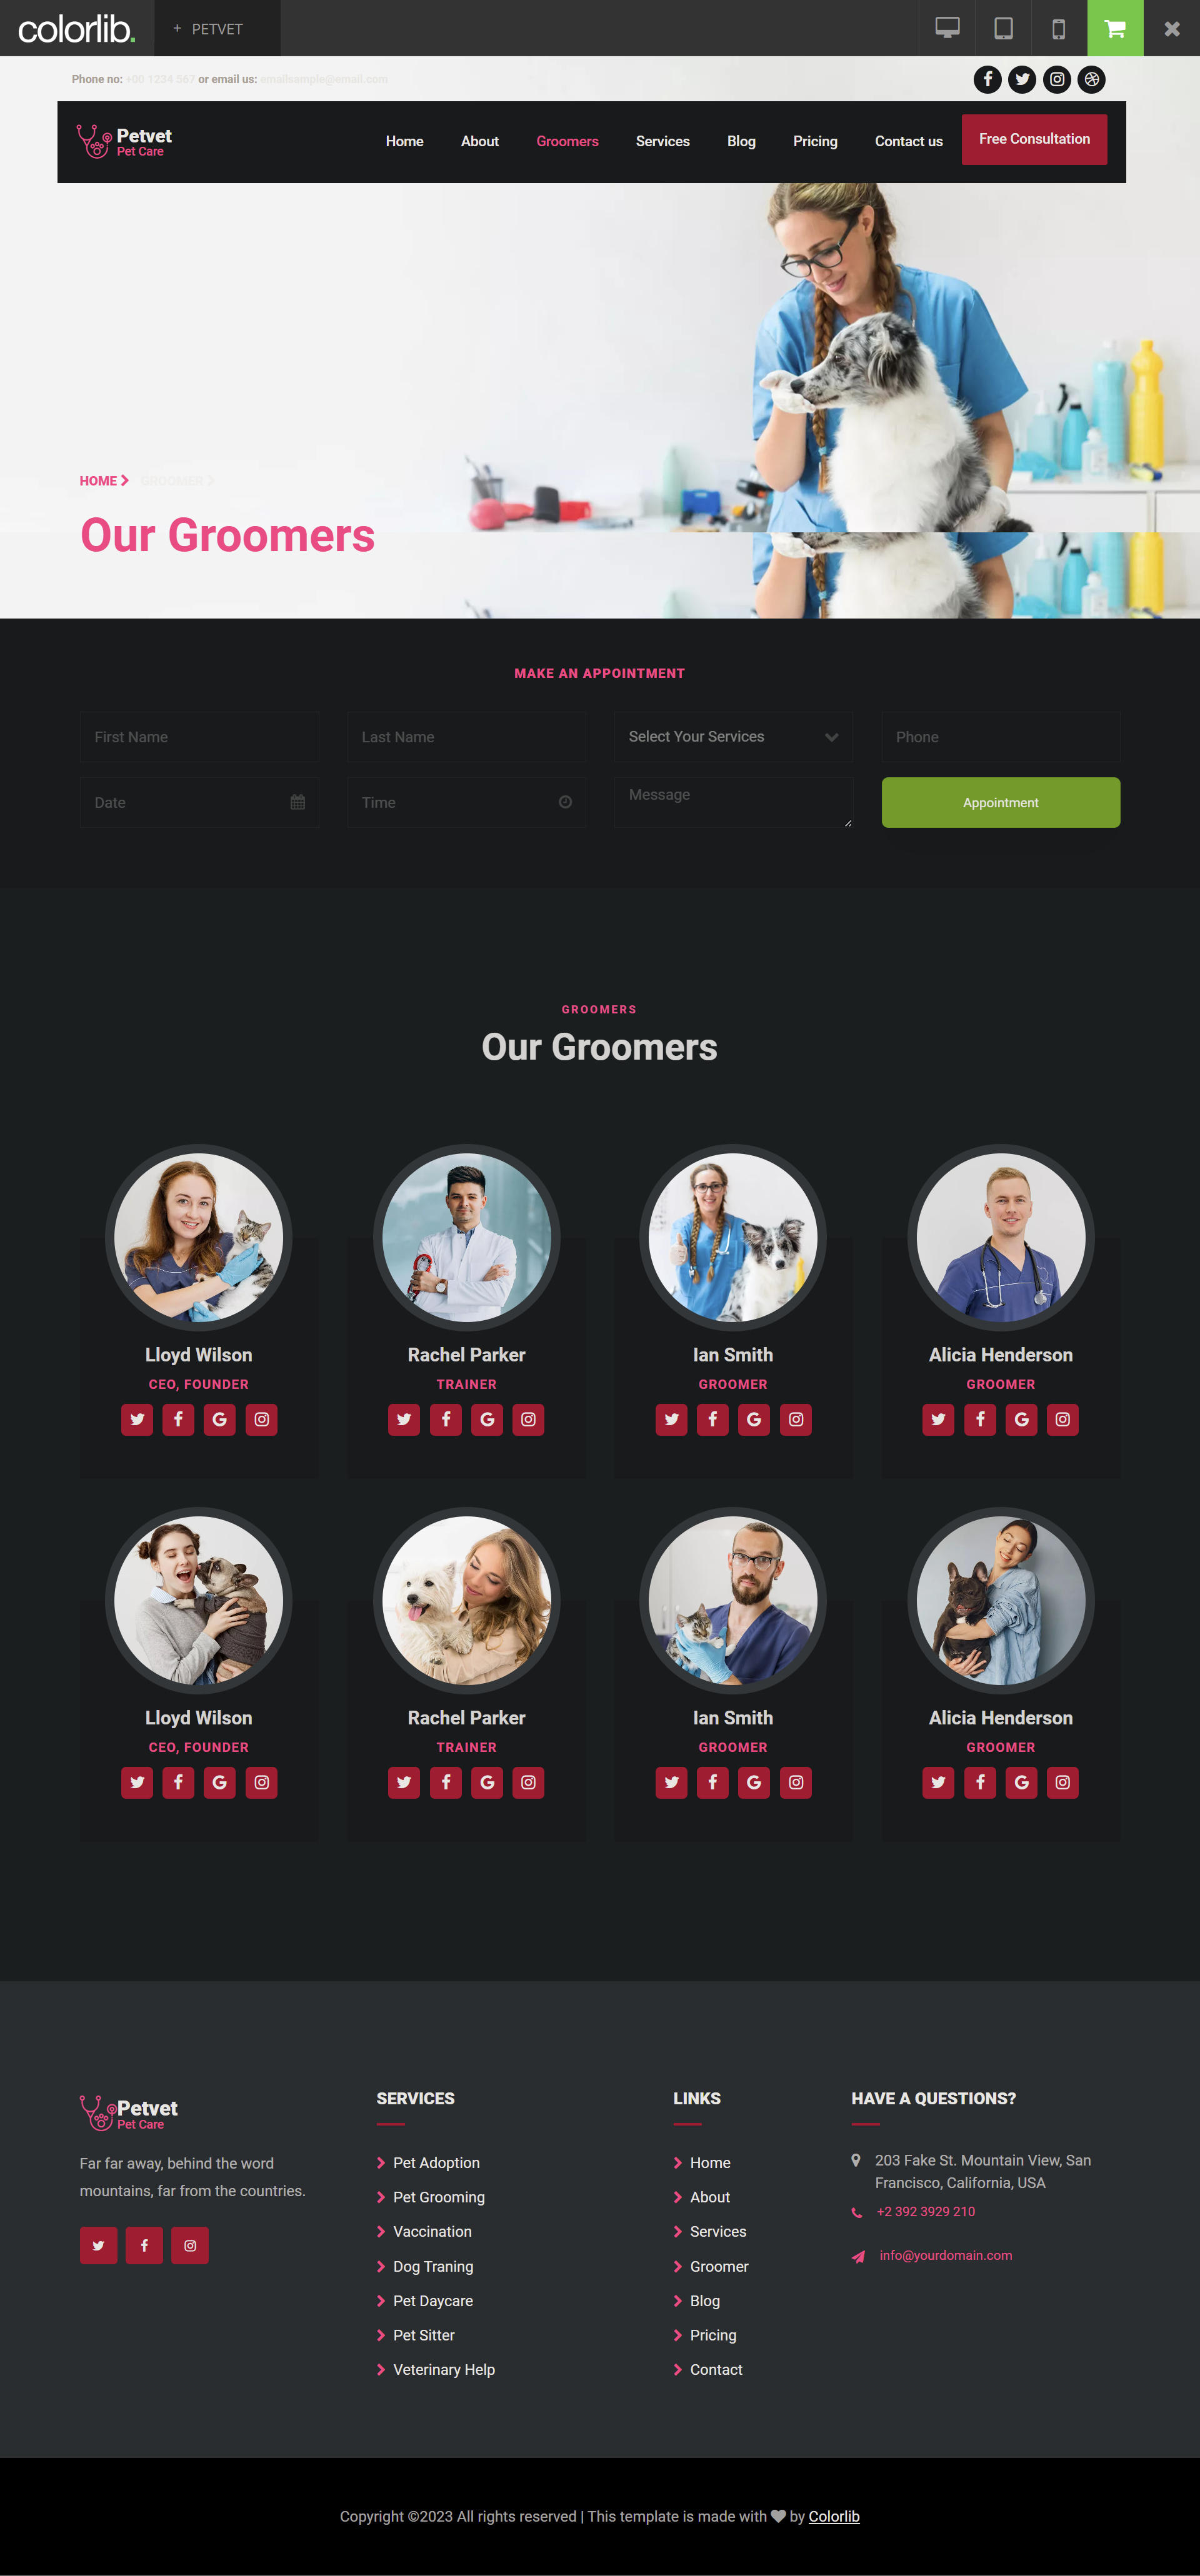 colorlib.
+ PETVET
Phone no: +00 1234 567 or email us: emailsample@email.com
Petvet
Pet Care
Home
About
Groomers
Services
Blog
Pricing
Contact us
Free Consultation
HOME GROOMER
Our Groomers
MAKE AN APPOINTMENT
First Name
Last Name
Select Your Services
Phone
Date
Time
Message
Appointment
GROOMERS
Our Groomers
Lloyd Wilson
CEO, FOUNDER
Rachel Parker
TRAINER
Ian Smith
GROOMER
Alicia Henderson
GROOMER
Lloyd Wilson
CEO, FOUNDER
Rachel Parker
TRAINER
Ian Smith
GROOMER
Alicia Henderson
GROOMER
Petvet
Pet Care
Far far away, behind the word
mountains, far from the countries.
SERVICES
Pet Adoption
Pet Grooming
Vaccination
Dog Traning
Pet Daycare
Pet Sitter
Veterinary Help
LINKS
Home
About
Services
Groomer
Blog
Pricing
Contact
HAVE A QUESTIONS?
203 Fake St. Mountain View, San
Francisco, California, USA
+2 392 3929 210
info@yourdomain.com
Copyright ©2023 All rights reserved | This template is made with ♥ by Colorlib